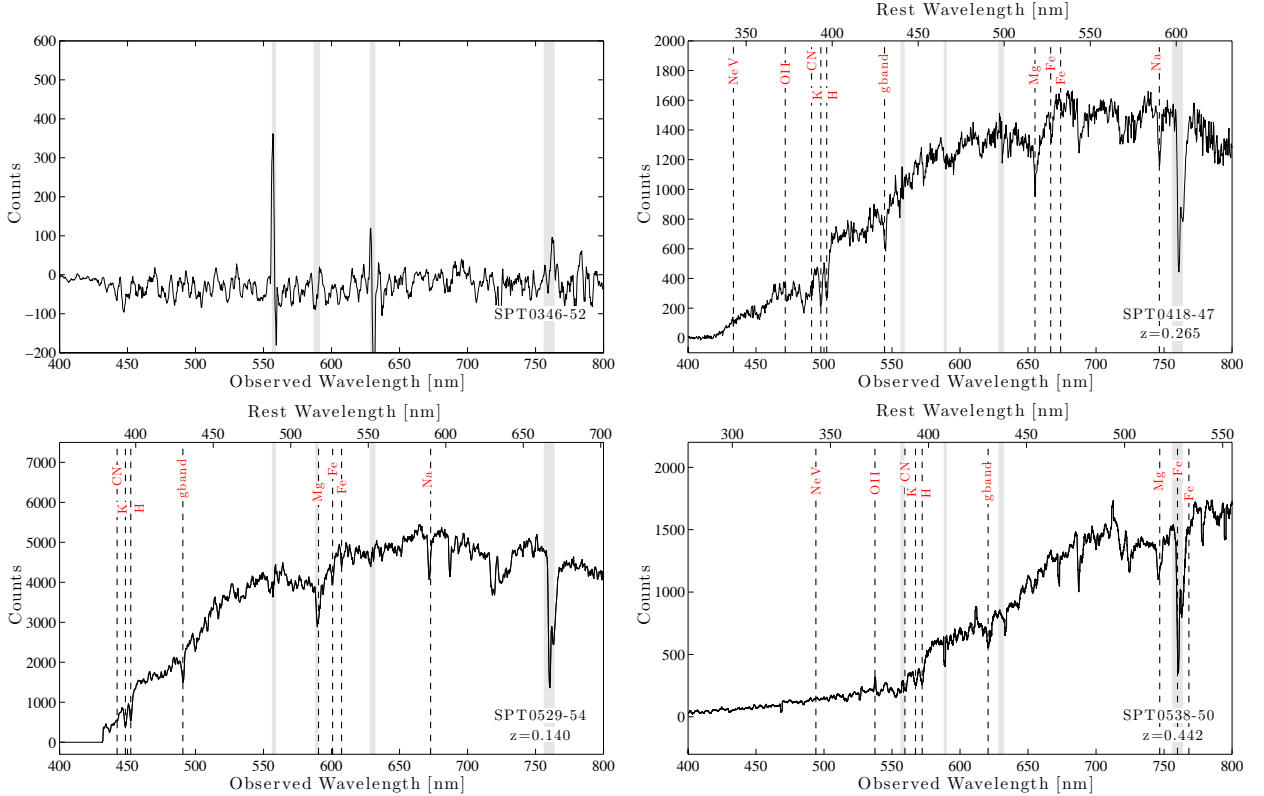 600
500
400
300
200
100
0
−100
−200
400 450 500 550 600 650 700 750 800
Observed Wavelength [nm]
Counts
SPT0346-52
Rest Wavelength [nm]
350 400 450 500 550 600
2000
1800
1600
1400
1200
1000
800
600
400
200
0
400 450 500 550 600 650 700 750 800
Observed Wavelength [nm]
Counts
NeV
OII
CN
K
H
gband
Mg
Fe
Fe
Na
SPT0418-47
z=0.265
Rest Wavelength [nm]
400 450 500 550 600 650 700
7000
6000
5000
4000
3000
2000
1000
0
400 450 500 550 600 650 700 750 800
Observed Wavelength [nm]
Counts
CN
K
H
gband
Mg
Fe
Fe
Na
SPT0529-54
z=0.140
Rest Wavelength [nm]
300 350 400 450 500 550
2000
1500
1000
500
0
400 450 500 550 600 650 700 750 800
Observed Wavelength [nm]
Counts
NeV
OII
CN
K
H
gband
Mg
Fe
Fe
SPT0538-50
z=0.442